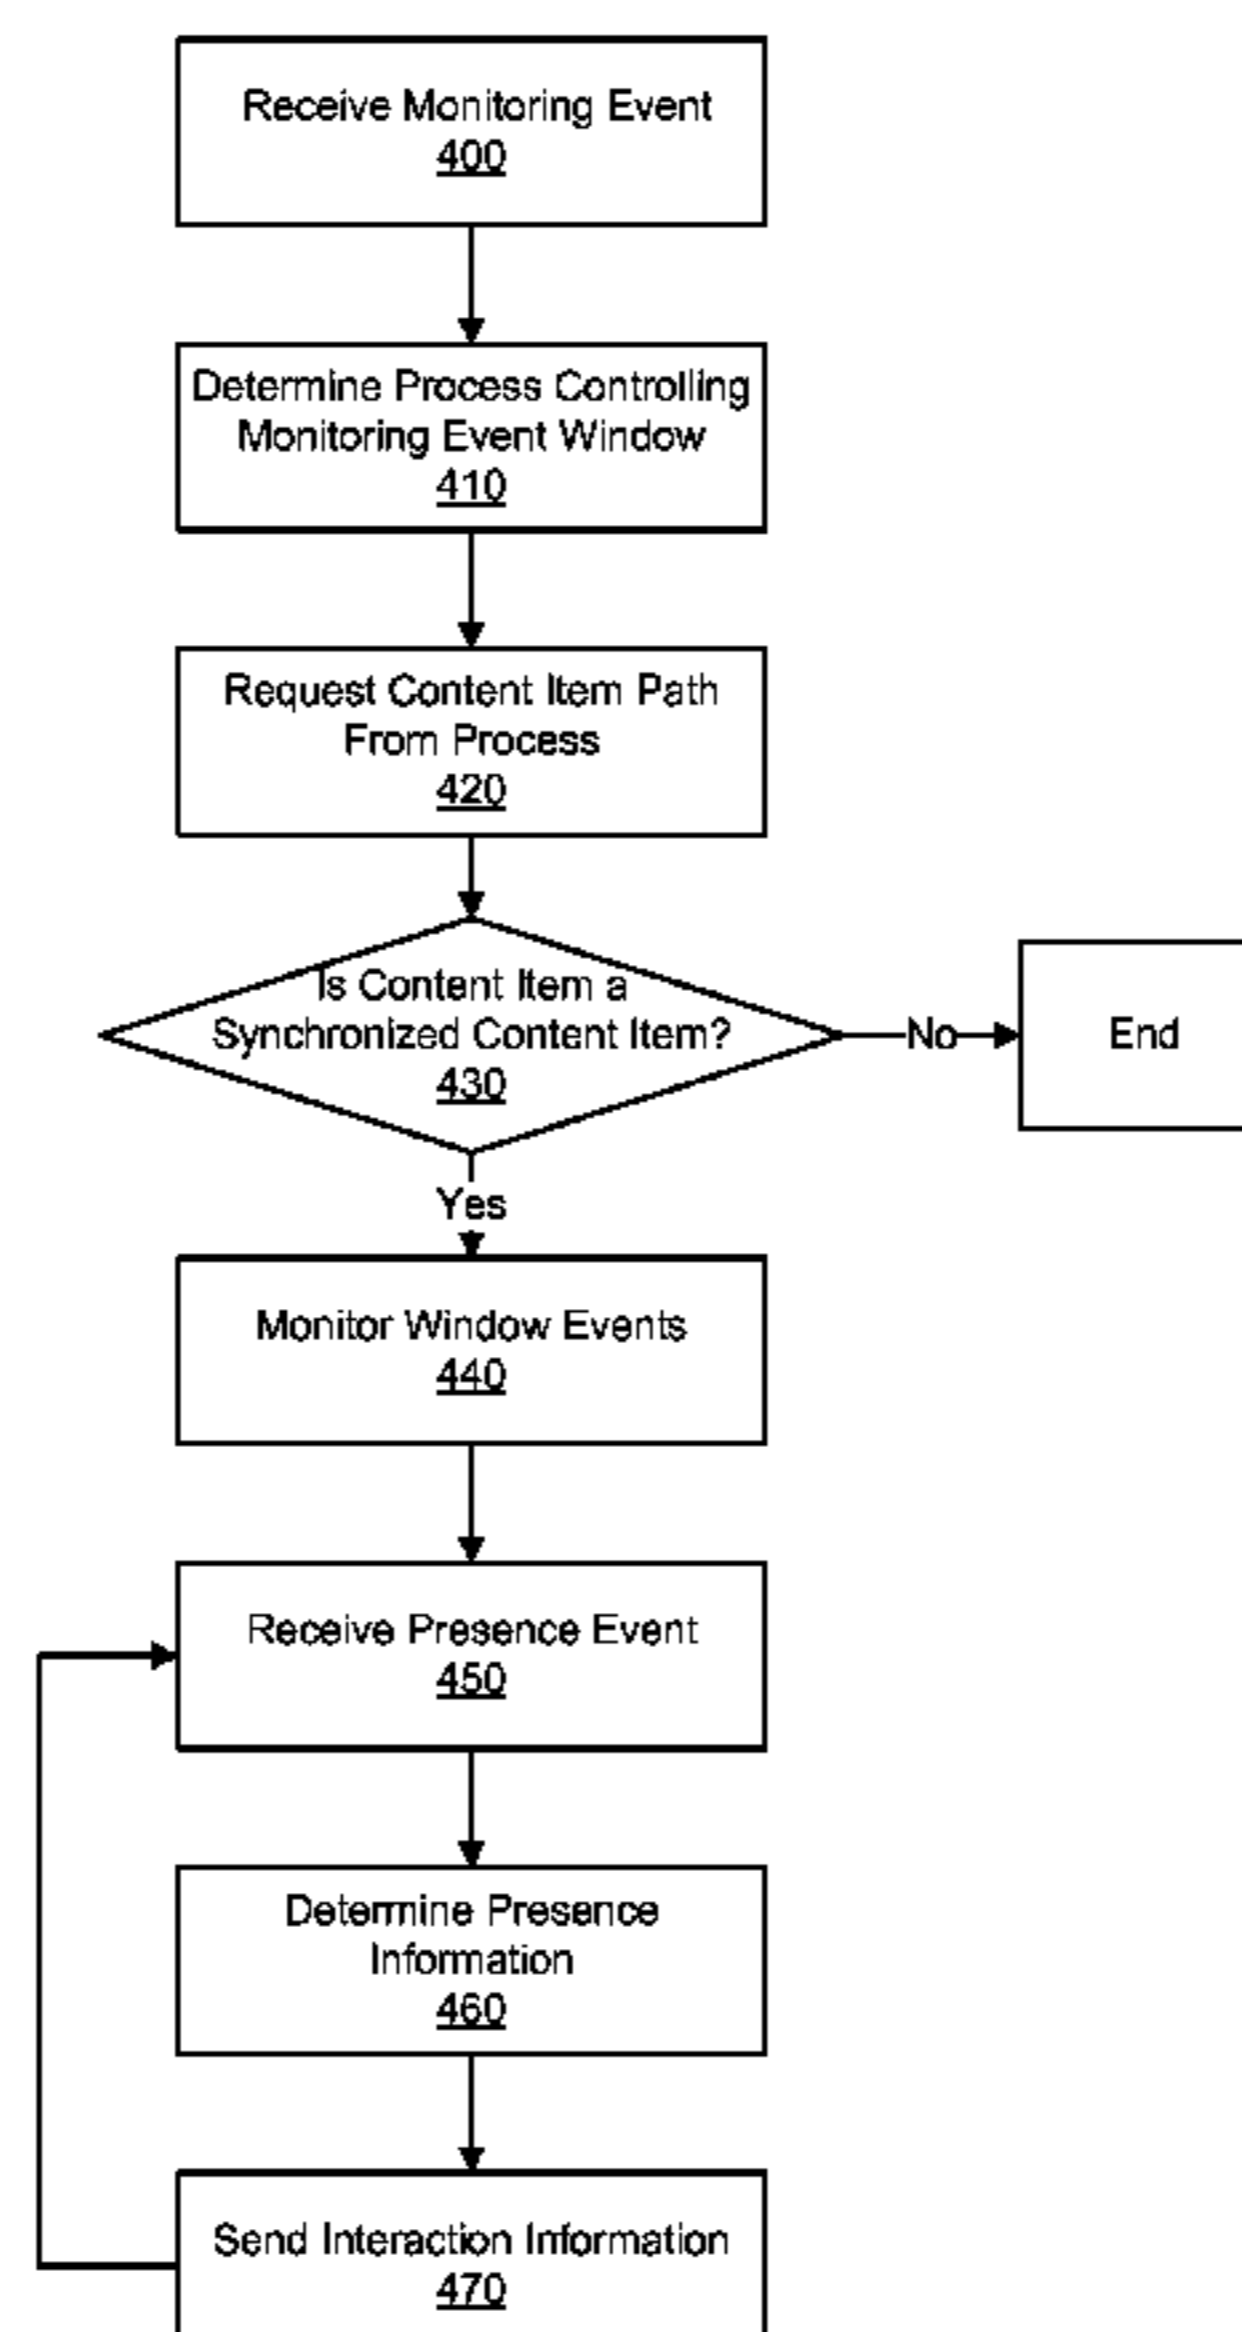 Receive Monitoring Event
400
Determine Process Controlling
Monitoring Event Window
410
Request Content Item Path
From Process
420
Is Content Item a
Synchronized Content Item?
430
No
End
Yes
Monitor Window Events
440
Receive Presence Event
450
Determine Presence
Information
460
Send Interaction Information
470